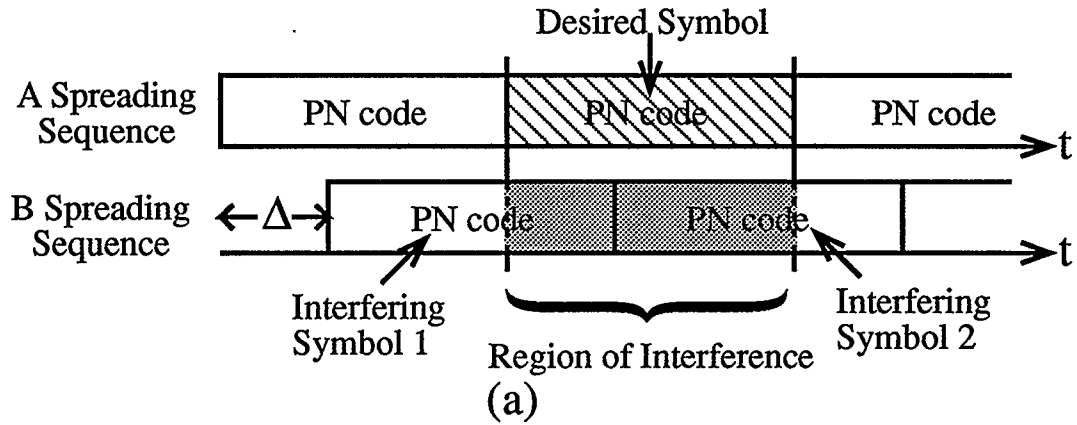 Desired Symbol
A Spreading
Sequence
PN code
PN code
PN code
t
B Spreading
Sequence
Δ
PN code
PN code
t
Interfering
Symbol 1
Interfering
Symbol 2
Region of Interference
(a)